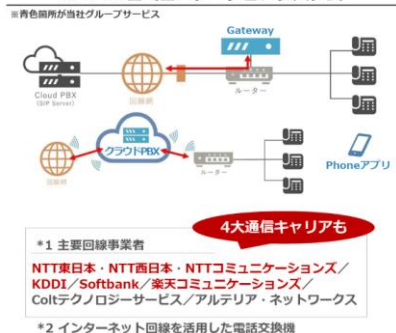 ※青色箇所が当社グループサービス
Gateway
Cloud PBX
(SIP Server)
回線網
ルーター
クラウドPBX
回線網
ルーター
Phoneアプリ
4大通信キャリアも
*1 主要回線事業者
NTT東日本・NTT西日本・NTTコミュニケーションズ／
KDDI／Softbank／楽天コミュニケーションズ／
Coltテクノロジーサービス／アルテリア・ネットワークス
*2 インターネット回線を活用した電話交換機